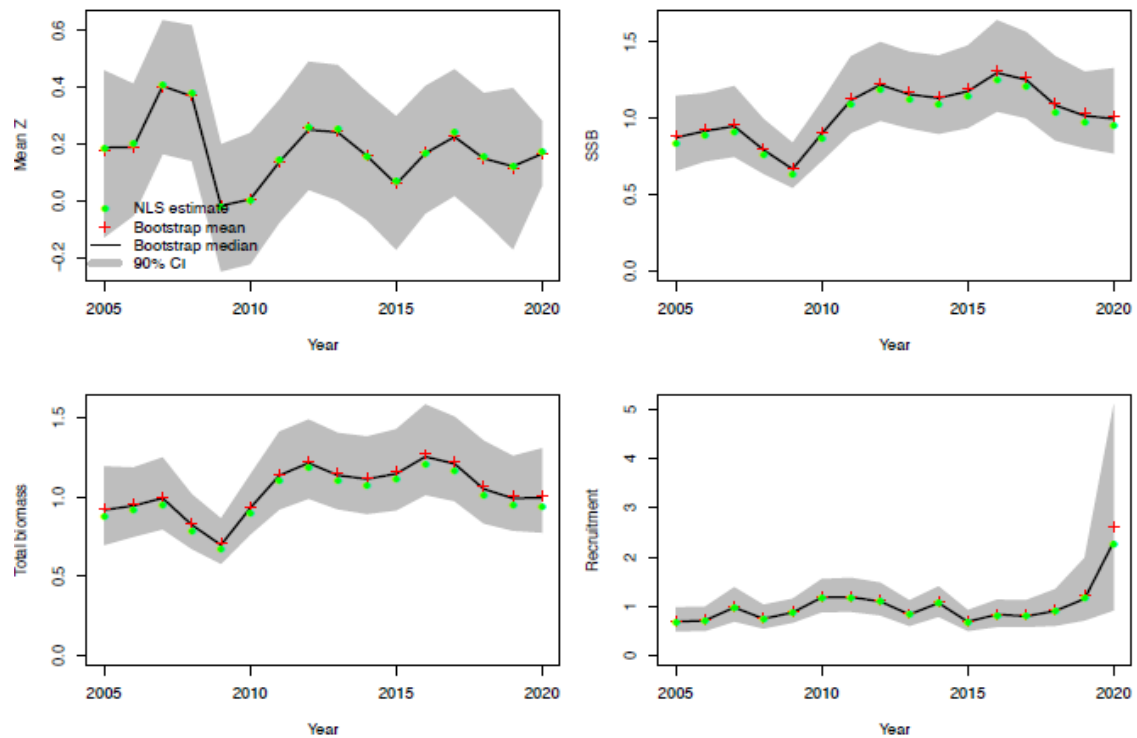 Mean Z
0.6
0.4
0.2
0.0
−0.2
NLS estimate
Bootstrap mean
Bootstrap median
90% CI
2005 2010 2015 2020
Year
SSB
1.5
1.0
0.5
0.0
2005 2010 2015 2020
Year
Total biomass
1.5
1.0
0.5
0.0
2005 2010 2015 2020
Year
Recruitment
5
4
3
2
1
0
2005 2010 2015 2020
Year